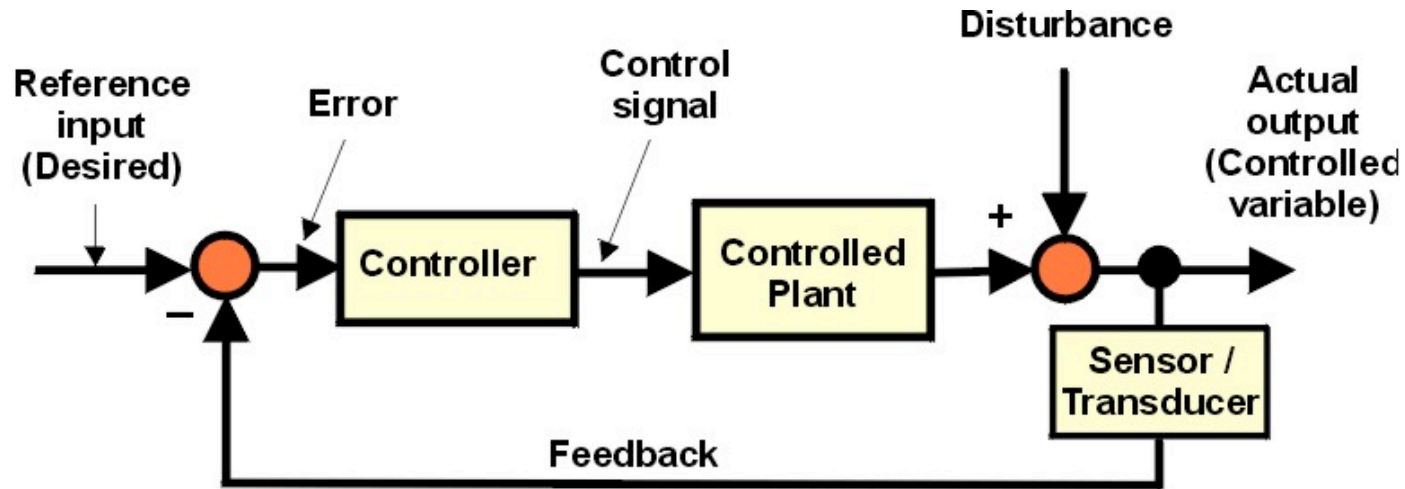 Disturbance
Reference
input
(Desired)
Error
Control
signal
Actual
output
(Controlled
variable)
+
Controller
Controlled
Plant
–
Sensor /
Transducer
Feedback